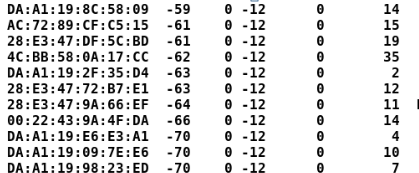 DA:A1:19:8C:58:09 -59 0 -12 0 14
AC:72:89:CF:C5:15 -61 0 -12 0 15
28:E3:47:DF:5C:BD -61 0 -12 0 19
4C:BB:58:0A:17:CC -62 0 -12 0 35
DA:A1:19:2F:35:D4 -63 0 -12 0 2
28:E3:47:72:B7:E1 -63 0 -12 0 12
28:E3:47:9A:66:EF -64 0 -12 0 11
00:22:43:9A:4F:DA -66 0 -12 0 14
DA:A1:19:E6:E3:A1 -70 0 -12 0 4
DA:A1:19:09:7E:E6 -70 0 -12 0 10
DA:A1:19:98:23:ED -70 0 -12 0 7